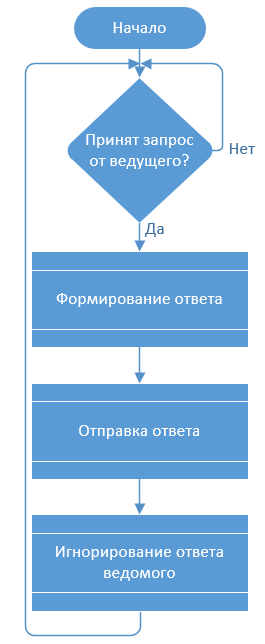 Начало
Принят запрос
от ведущего?
Нет
Да
Формирование ответа
Отправка ответа
Игнорирование ответа
ведомого